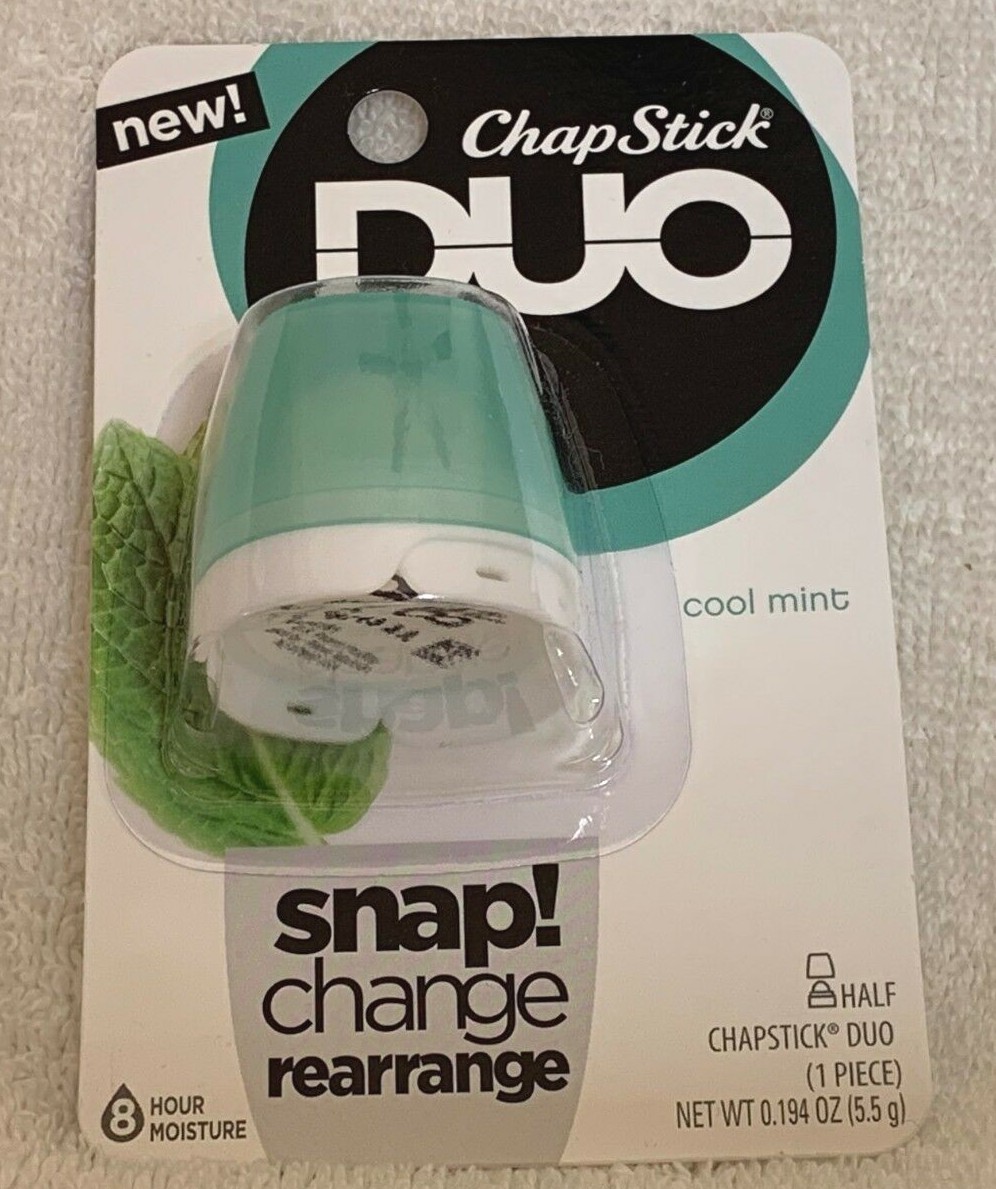 new!
ChapStick®
DUO
cool mint
snap!
change
rearrange
HALF
CHAPSTICK® DUO
(1 PIECE)
NET WT 0.194 OZ (5.5 g)
8 HOUR
MOISTURE